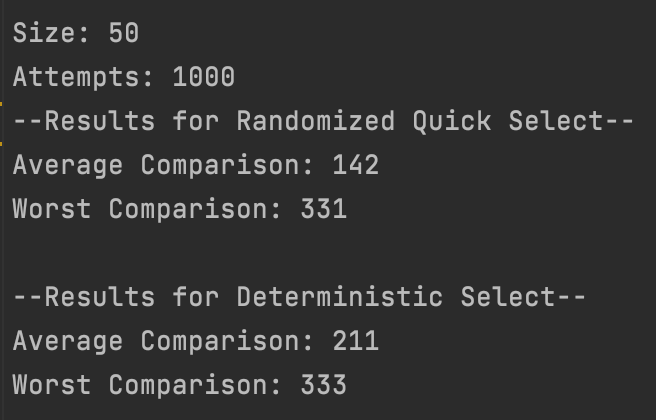 Size: 50
Attempts: 1000
--Results for Randomized Quick Select--
Average Comparison: 142
Worst Comparison: 331
--Results for Deterministic Select--
Average Comparison: 211
Worst Comparison: 333